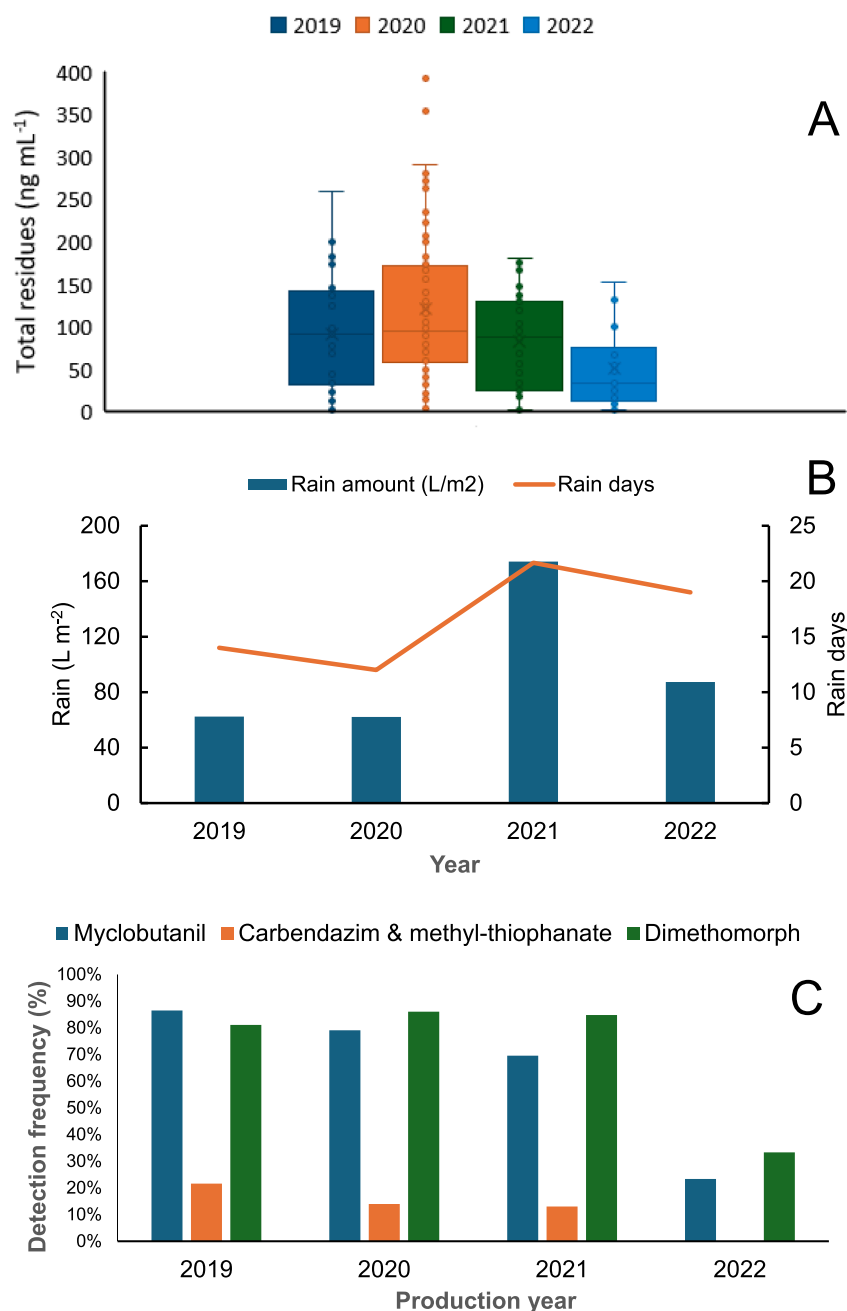 2019 2020 2021 2022
A
Total residues (ng mL-1)
400
350
300
250
200
150
100
50
0
B
Rain amount (L/m2) Rain days
Rain (L m-2)
200
160
120
80
40
0
25
20
15
10
5
0
Rain days
2019 2020 2021 2022
Year
Myclobutanil Carbendazim & methyl-thiophanate Dimethomorph
C
Detection frequency (%)
100%
90%
80%
70%
60%
50%
40%
30%
20%
10%
0%
2019 2020 2021 2022
Production year